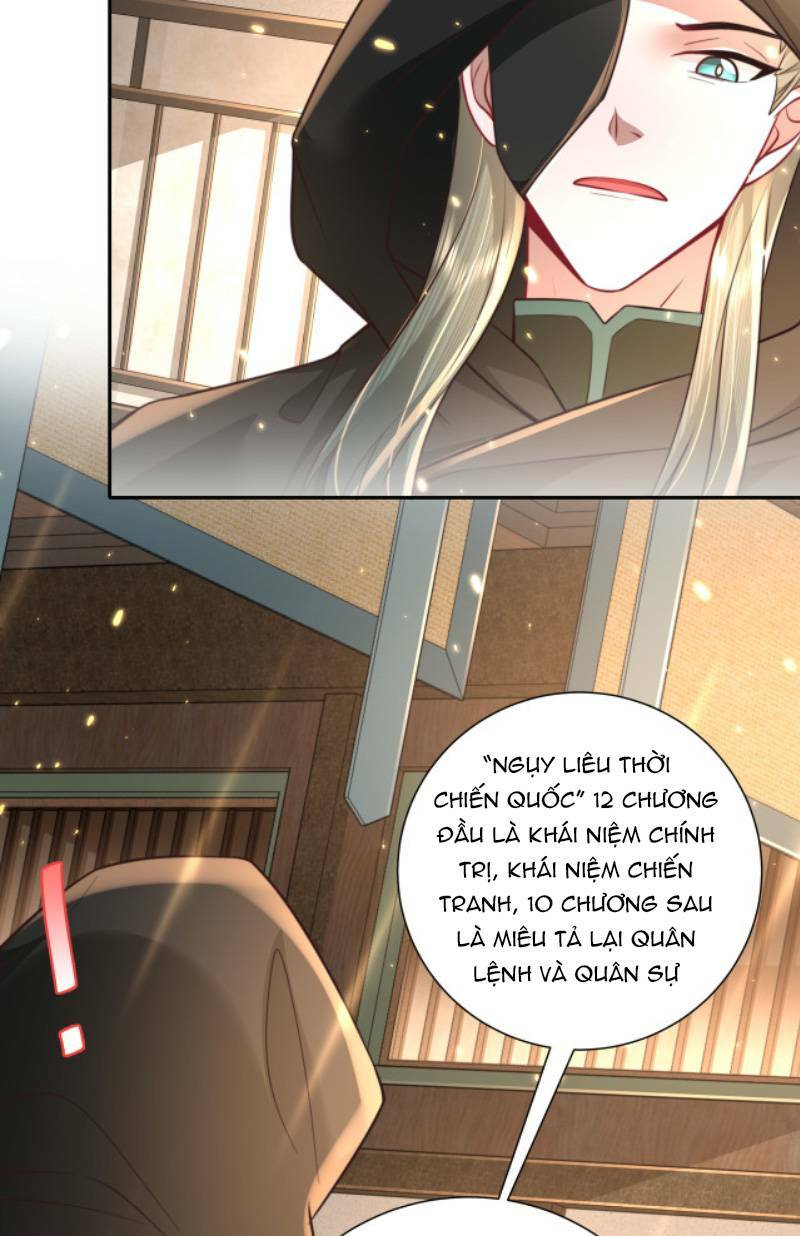 "NGỤY LIÊU THỜI
CHIẾN QUỐC" 12 CHƯƠNG
ĐẦU LÀ KHÁI NIỆM CHÍNH
TRỊ, KHÁI NIỆM CHIẾN
TRANH, 10 CHƯƠNG SAU
LÀ MIÊU TẢ LẠI QUÂN
LỆNH VÀ QUÂN SỰ
!